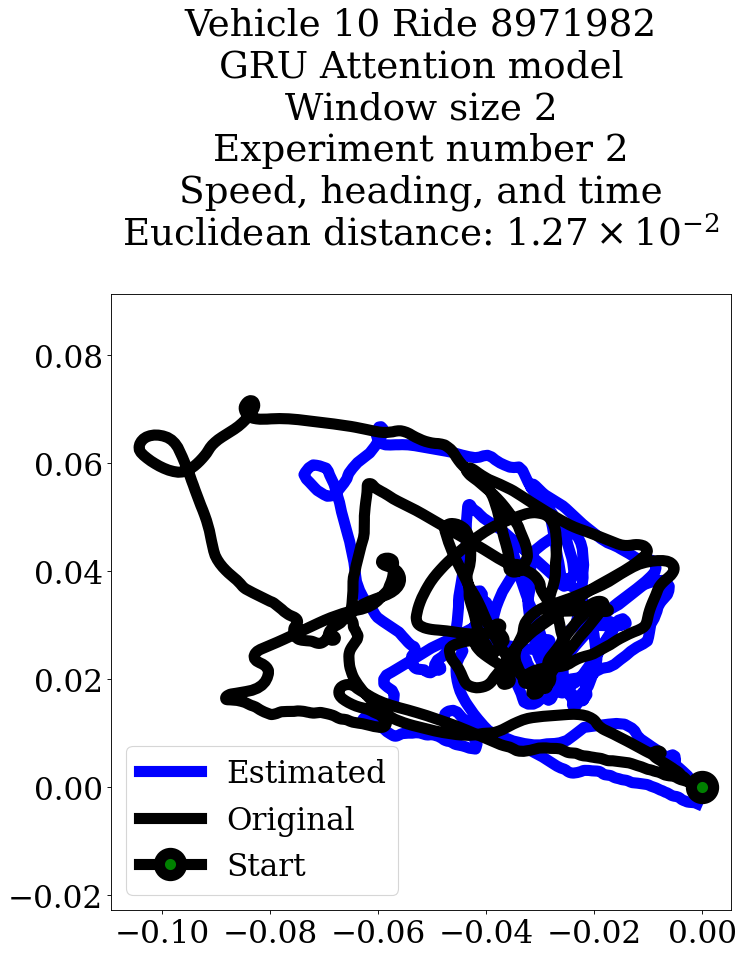 Vehicle 10 Ride 8971982
GRU Attention model
Window size 2
Experiment number 2
Speed, heading, and time
Euclidean distance: 1.27 × 10⁻²
0.08
0.06
0.04
0.02
0.00
−0.02
Estimated
Original
Start
−0.10 −0.08 −0.06 −0.04 −0.02 0.00